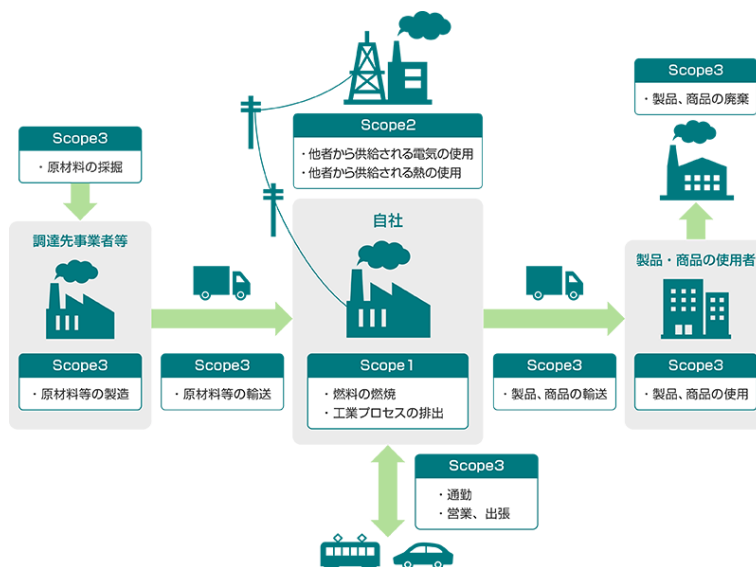 Scope3
・原材料の採掘
調達先事業者等
Scope3
・原材料等の製造
Scope3
・原材料等の輸送
Scope2
・他者から供給される電気の使用
・他者から供給される熱の使用
自社
Scope1
・燃料の燃焼
・工業プロセスの排出
Scope3
・通勤
・営業、出張
Scope3
・製品、商品の輸送
Scope3
・製品、商品の廃棄
製品・商品の使用者
Scope3
・製品、商品の使用